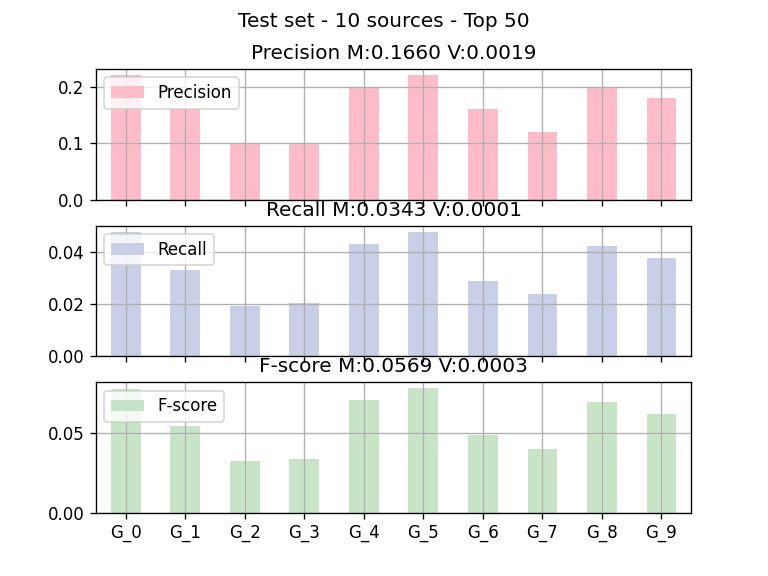 Test set - 10 sources - Top 50
Precision M:0.1660 V:0.0019
0.2
0.1
0.0
Precision
Recall M:0.0343 V:0.0001
0.04
0.02
0.00
Recall
F-score M:0.0569 V:0.0003
0.05
0.00
F-score
G_0 G_1 G_2 G_3 G_4 G_5 G_6 G_7 G_8 G_9